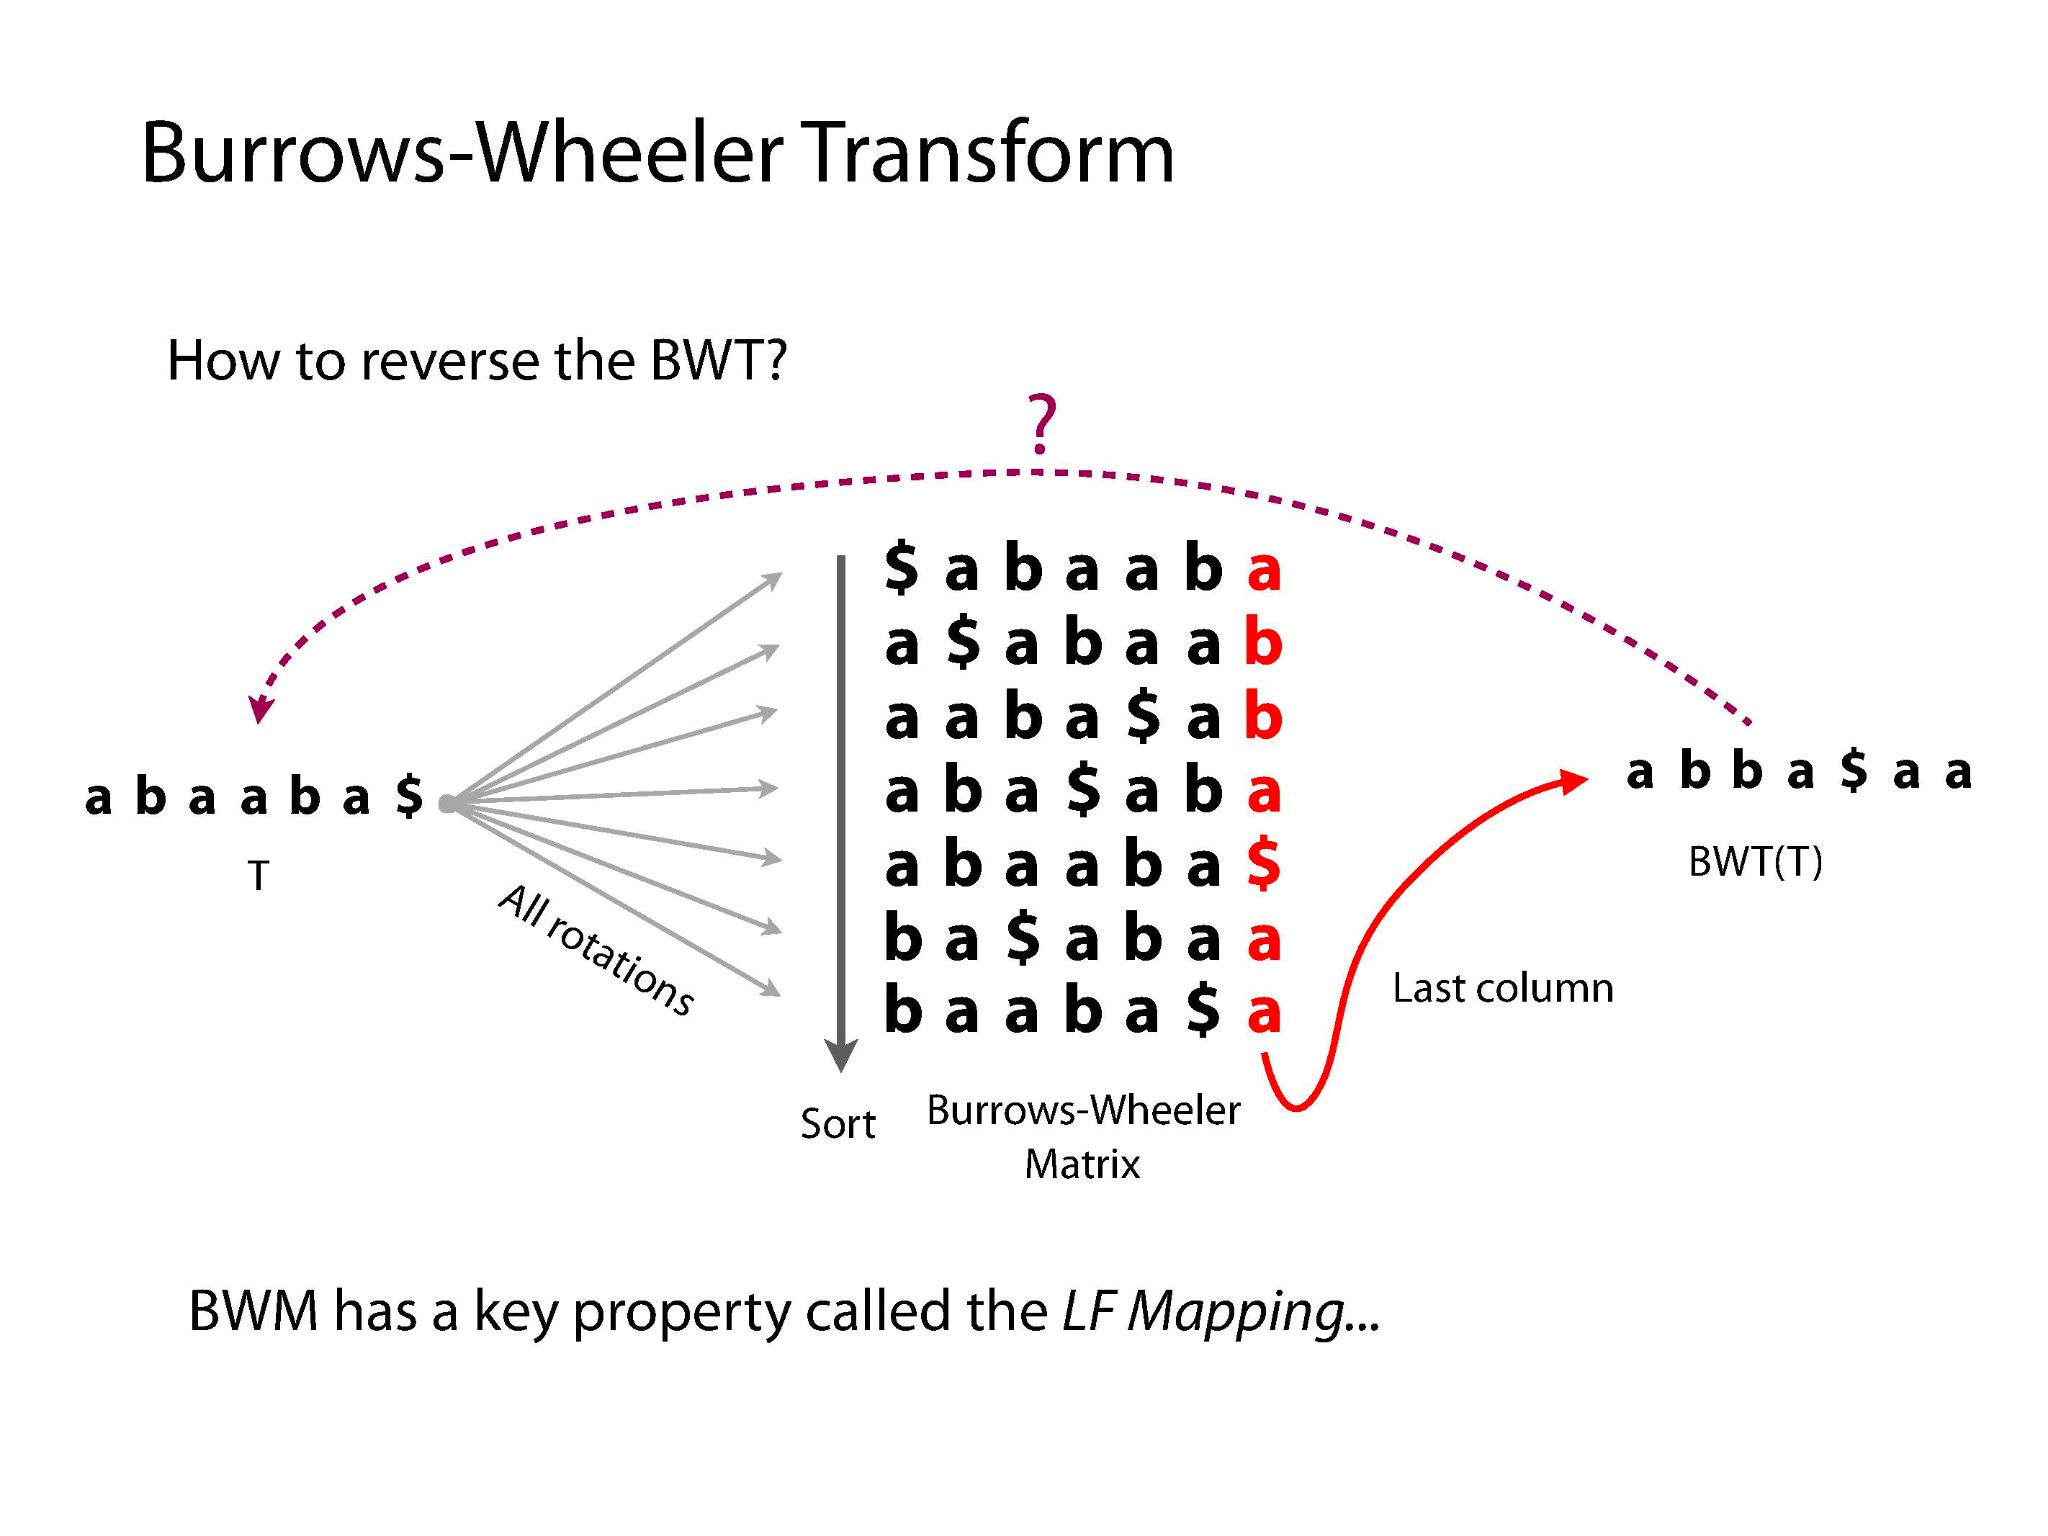 Burrows-Wheeler Transform
How to reverse the BWT?
?
$ a b a a b a
a $ a b a a b
a a b a $ a b
a b a $ a b a
a b a a b a $
b a $ a b a a
b a a b a $ a
a b a a b a $
T
All rotations
Sort
Burrows-Wheeler
Matrix
Last column
a b b a $ a a
BWT(T)
BWM has a key property called the LF Mapping...